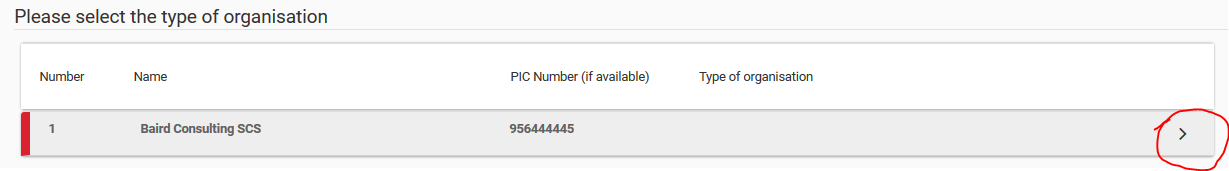 Please select the type of organisation
Number Name PIC Number (if available) Type of organisation
1 Baird Consulting SCS 956444445